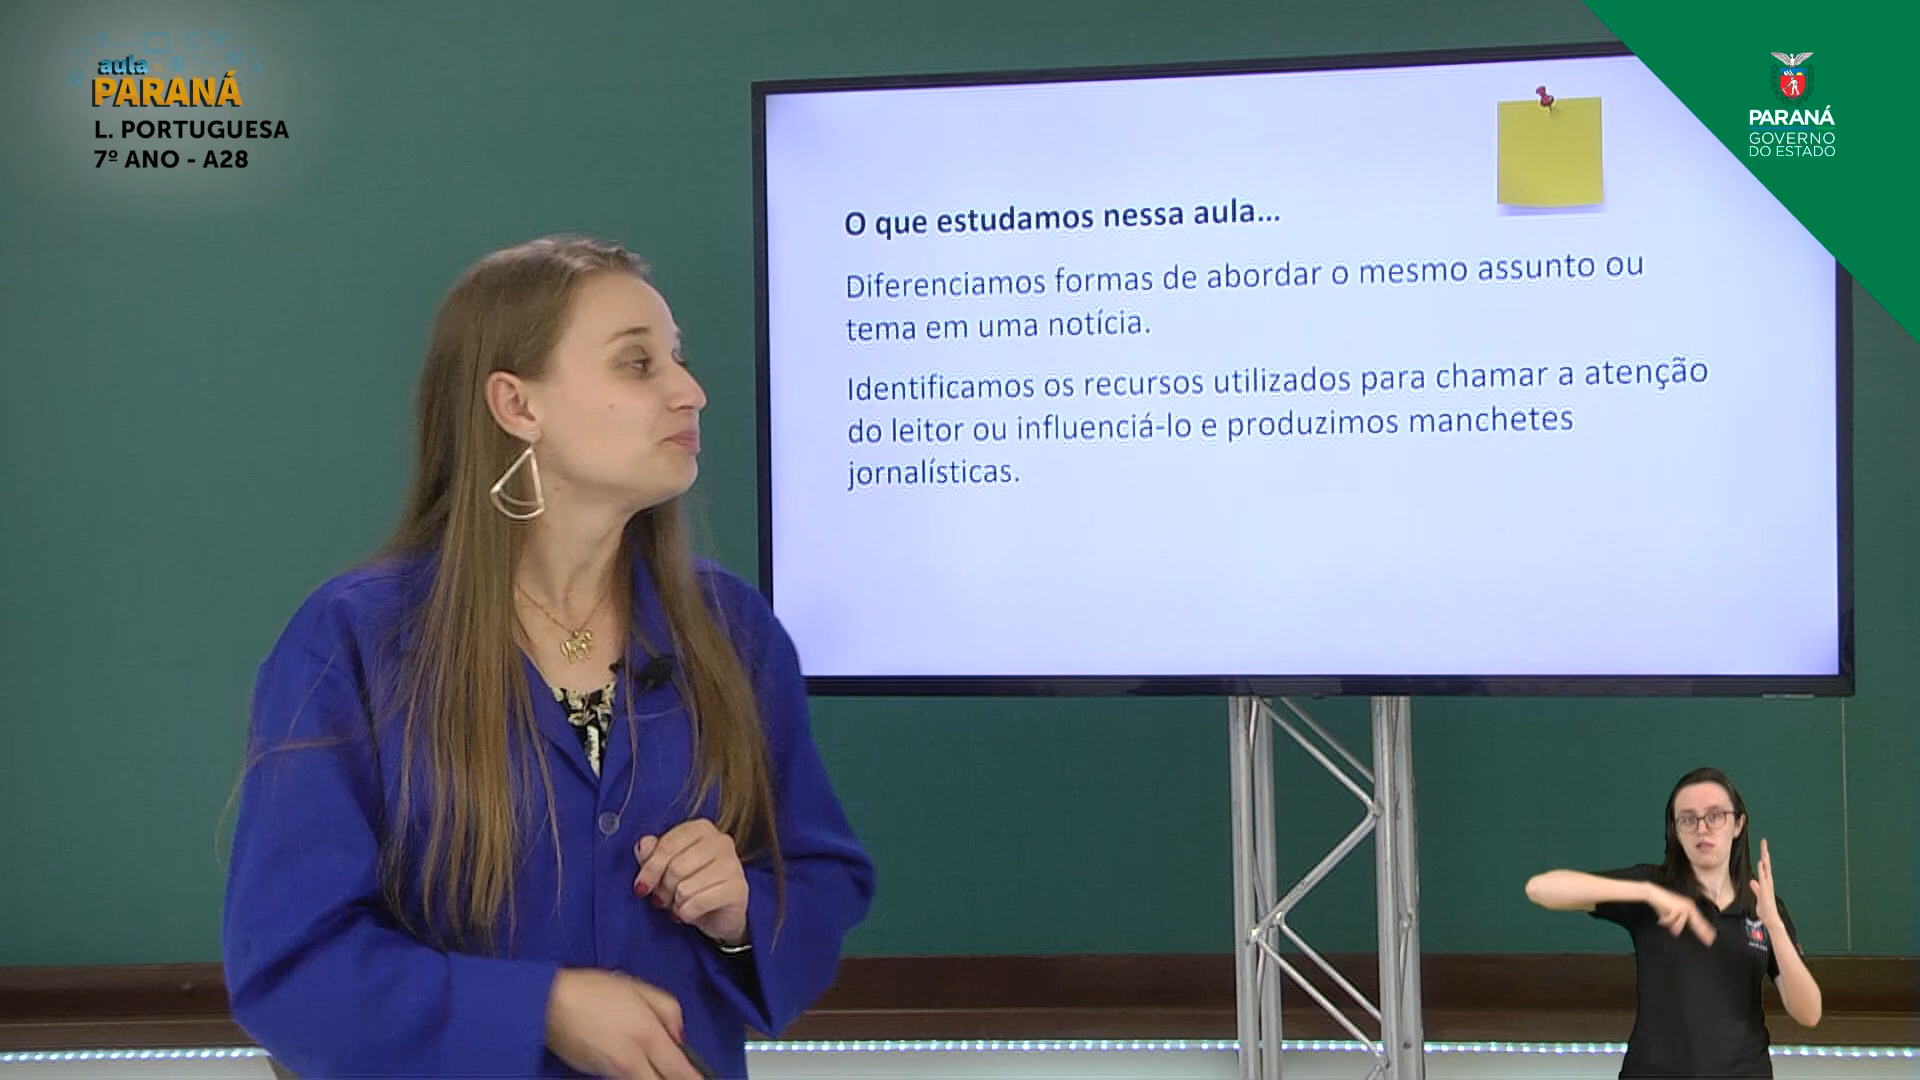 aula
PARANÁ
L. PORTUGUESA
7º ANO - A28
PARANÁ
GOVERNO
DO ESTADO
O que estudamos nessa aula...
Diferenciamos formas de abordar o mesmo assunto ou
tema em uma notícia.
Identificamos os recursos utilizados para chamar a atenção
do leitor ou influenciá-lo e produzimos manchetes
jornalísticas.